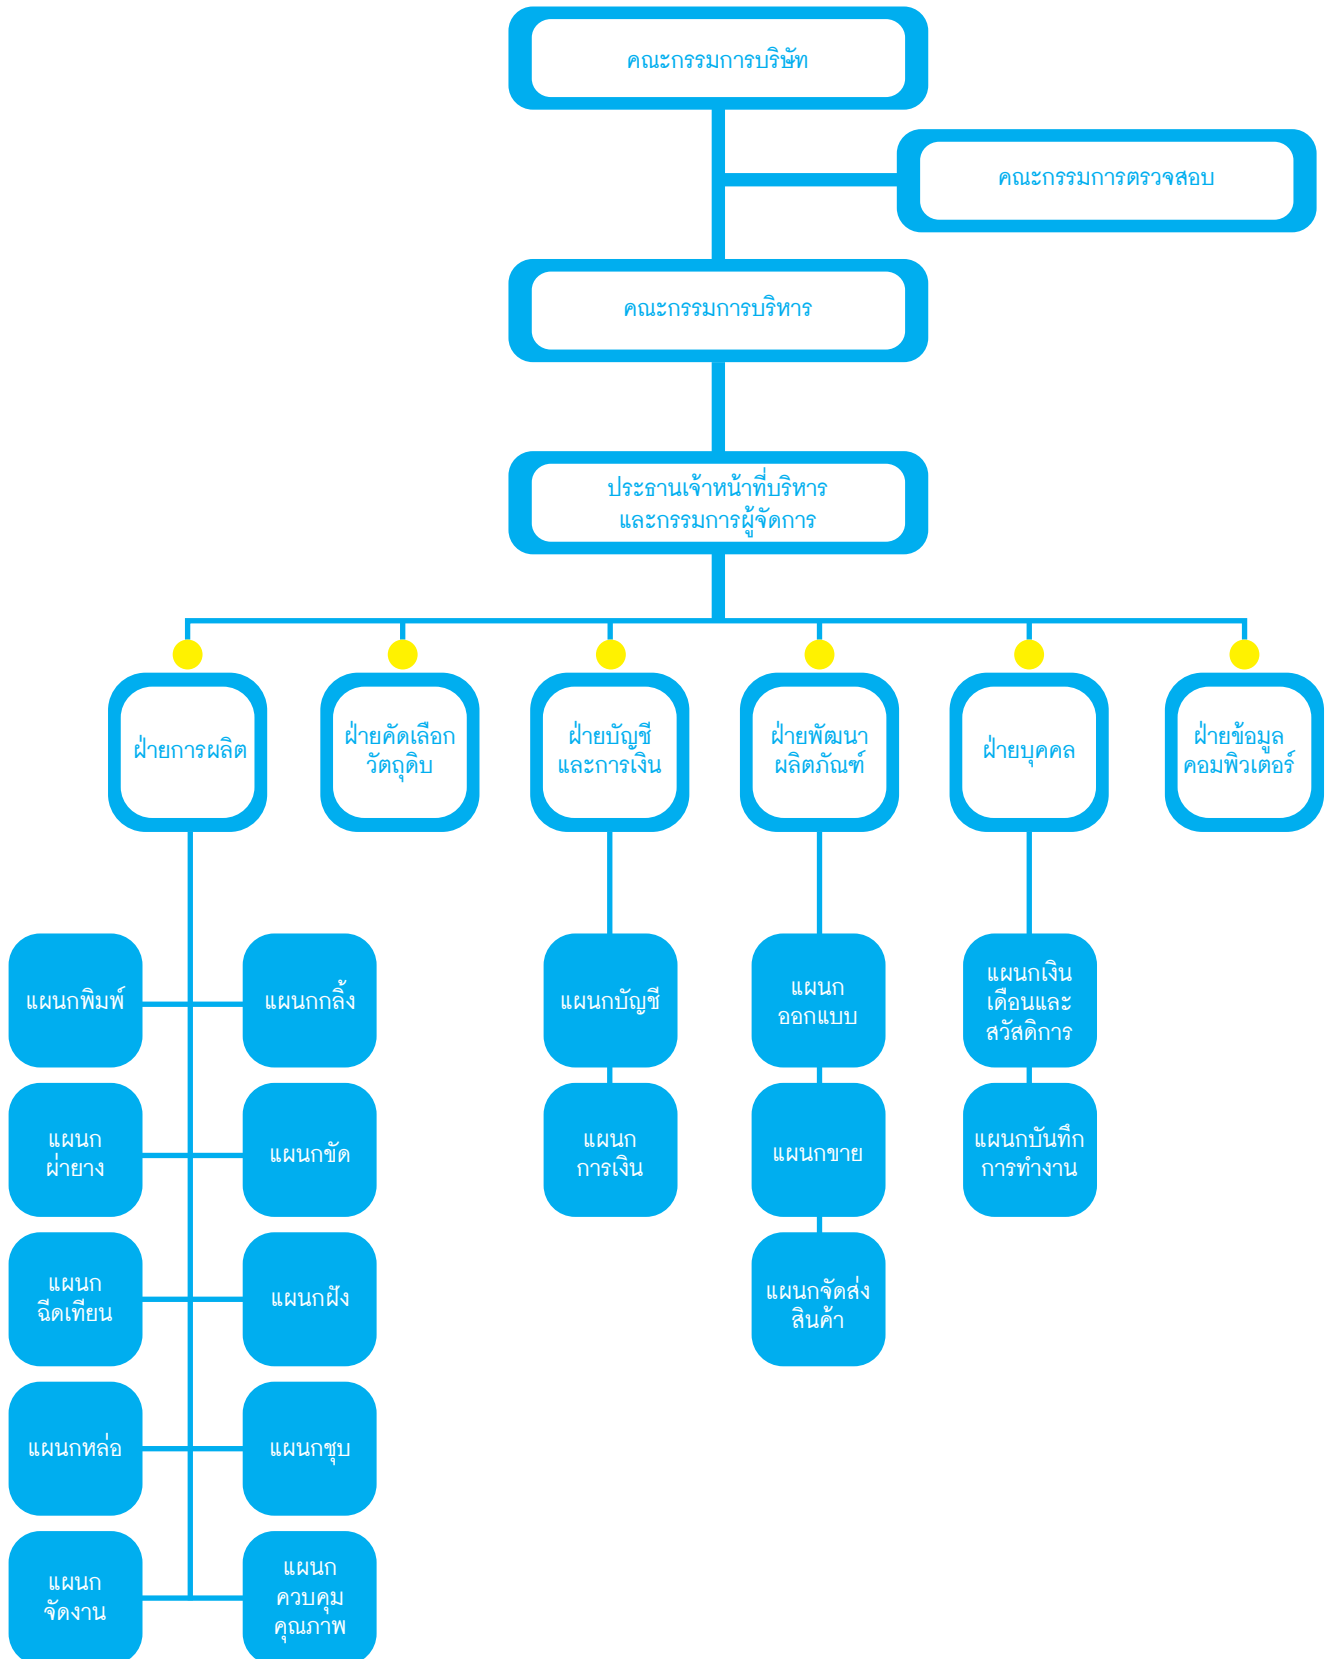 คณะกรรมการบริษัท
คณะกรรมการตรวจสอบ
คณะกรรมการบริหาร
ประธานเจ้าหน้าที่บริหาร
และกรรมการผู้จัดการ
ฝ่ายการผลิต
ฝ่ายคัดเลือก
วัตถุดิบ
ฝ่ายบัญชี
และการเงิน
ฝ่ายพัฒนา
ผลิตภัณฑ์
ฝ่ายบุคคล
ฝ่ายข้อมูล
คอมพิวเตอร์
แผนกพิมพ์
แผนกกลิ้ง
แผนกบัญชี
แผนก
ออกแบบ
แผนกเงิน
เดือนและ
สวัสดิการ
แผนก
ผ่ายาง
แผนกขัด
แผนก
การเงิน
แผนกขาย
แผนกบันทึก
การทำงาน
แผนก
ฉีดเทียน
แผนกฝัง
แผนกจัดส่ง
สินค้า
แผนกหล่อ
แผนกชุบ
แผนก
จัดงาน
แผนก
ควบคุม
คุณภาพ